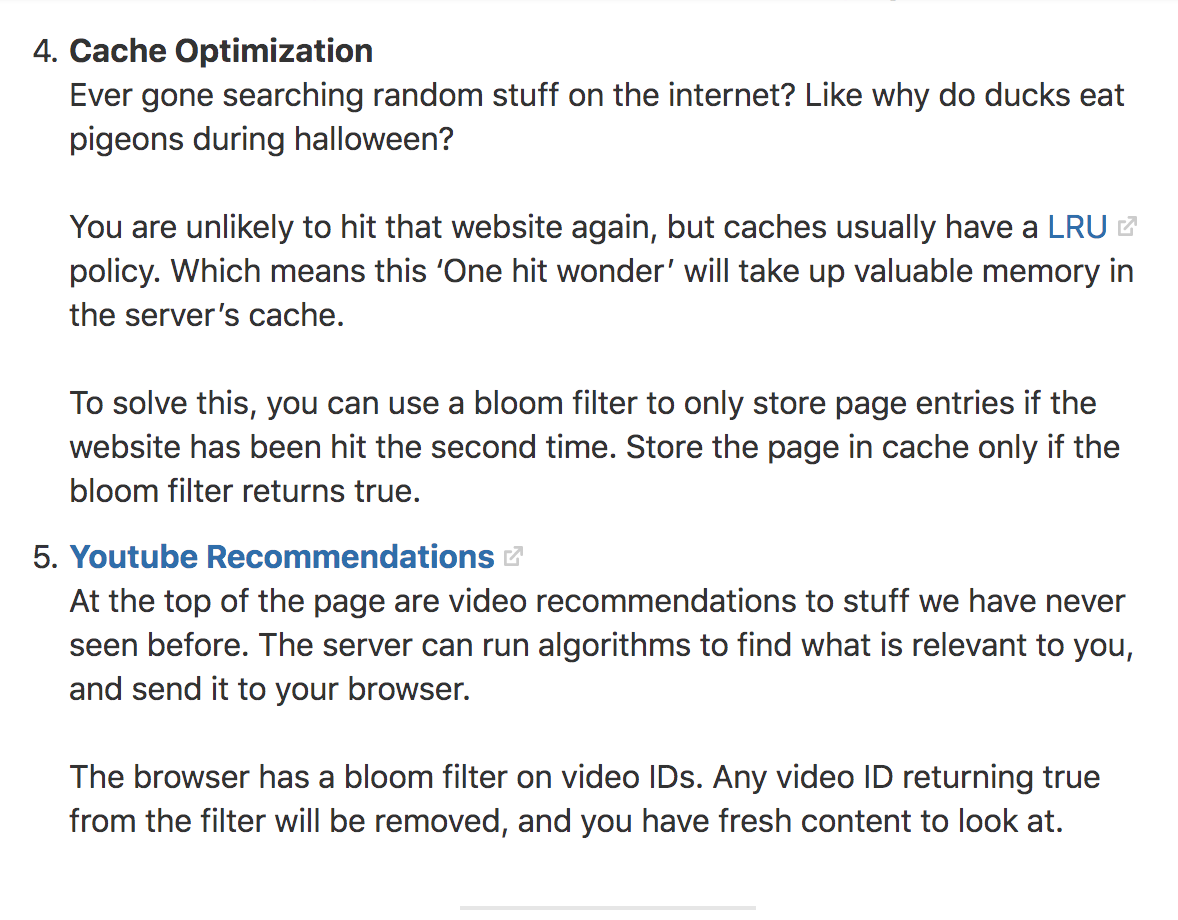 4. Cache Optimization
Ever gone searching random stuff on the internet? Like why do ducks eat
pigeons during halloween?
You are unlikely to hit that website again, but caches usually have a LRU
policy. Which means this ‘One hit wonder’ will take up valuable memory in
the server’s cache.
To solve this, you can use a bloom filter to only store page entries if the
website has been hit the second time. Store the page in cache only if the
bloom filter returns true.
5. Youtube Recommendations
At the top of the page are video recommendations to stuff we have never
seen before. The server can run algorithms to find what is relevant to you,
and send it to your browser.
The browser has a bloom filter on video IDs. Any video ID returning true
from the filter will be removed, and you have fresh content to look at.